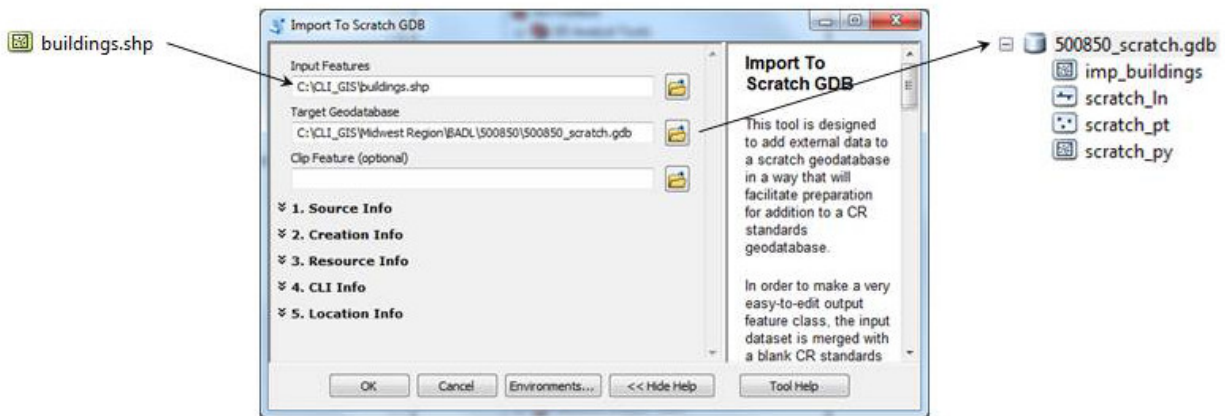 buildings.shp
Import To Scratch GDB
Input Features
C:\CLI_GIS\buildings.shp
Target Geodatabase
C:\CLI_GIS\Midwest Region\BADL\500850\500850_scratch.gdb
Clip Feature (optional)
1. Source Info
2. Creation Info
3. Resource Info
4. CLI Info
5. Location Info
Import To
Scratch GDB
This tool is designed
to add external data to
a scratch geodatabase
in a way that will
facilitate preparation
for addition to a CR
standards
geodatabase.
In order to make a very
easy-to-edit output
feature class, the input
dataset is merged with
a blank CR standards
OK
Cancel
Environments...
<< Hide Help
Tool Help
500850_scratch.gdb
imp_buildings
scratch_ln
scratch_pt
scratch_py